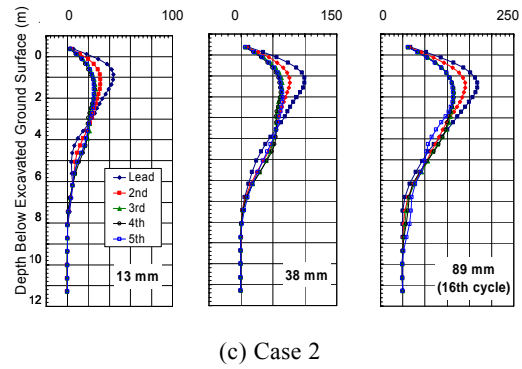 0 100 0 150 0 250
Depth Below Excavated Ground Surface (m)
0
2
4
6
8
10
12
Lead
2nd
3rd
4th
5th
13 mm
38 mm
89 mm
(16th cycle)
(c) Case 2